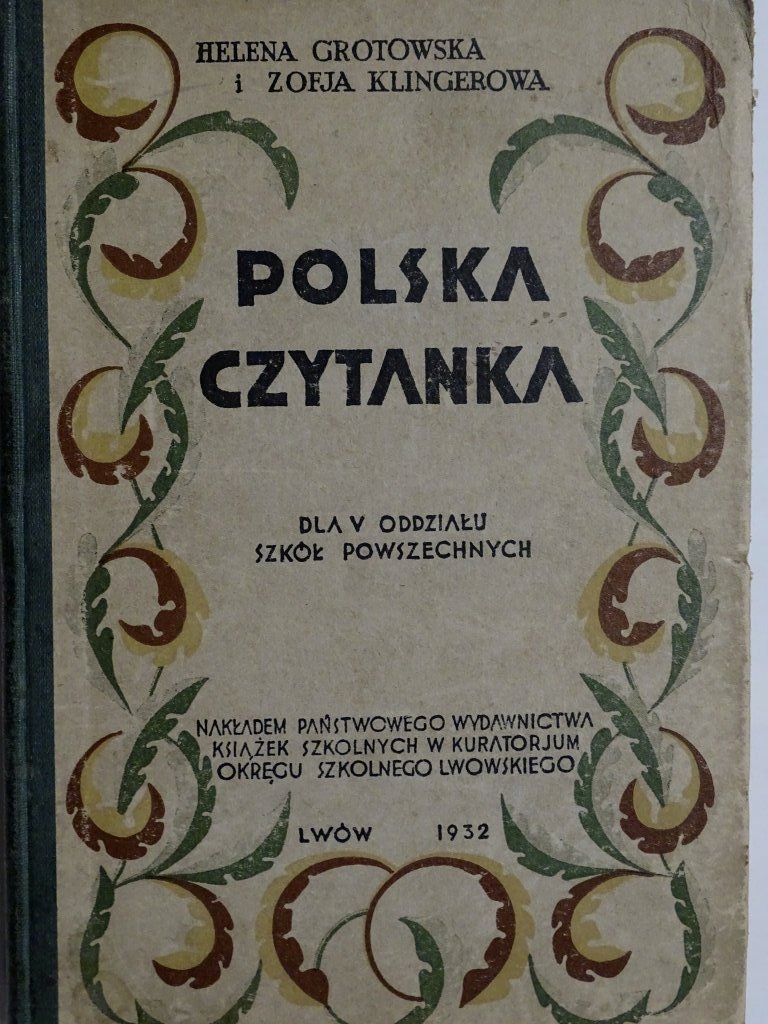 HELENA GROTOWSKA
i ZOFJA KLINGEROWA
POLSKA
CZYTANKA
DLA V ODDZIAŁU
SZKÓŁ POWSZECHNYCH
NAKŁADEM PAŃSTWOWEGO WYDAWNICTWA
KSIĄŻEK SZKOLNYCH W KURATORJUM
OKRĘGU SZKOLNEGO LWOWSKIEGO
LWÓW 1932